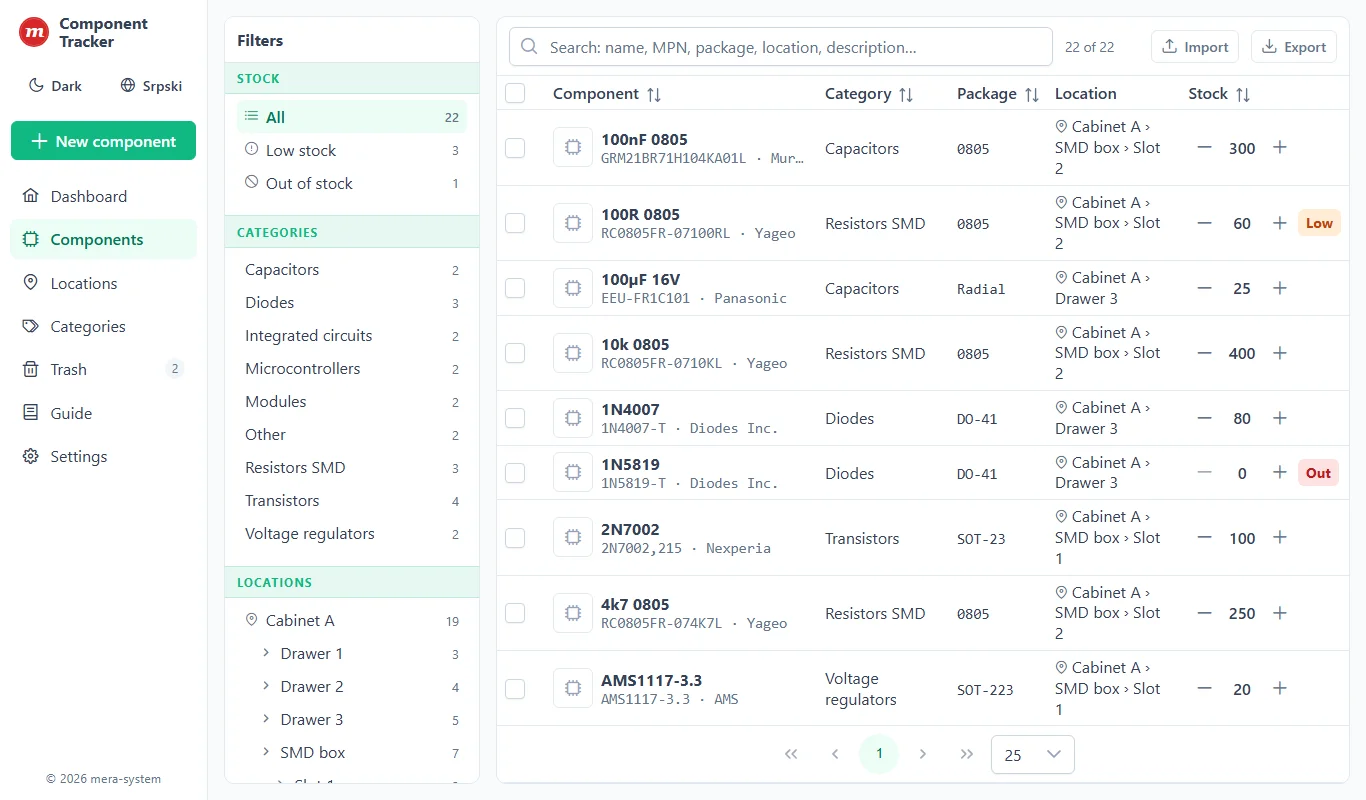 m
Component
Tracker
Dark
Srpski
New component
Dashboard
Components
Locations
Categories
Trash
2
Guide
Settings
© 2026 mera-system
Filters
STOCK
All
22
Low stock
3
Out of stock
1
CATEGORIES
Capacitors
2
Diodes
3
Integrated circuits
2
Microcontrollers
2
Modules
2
Other
2
Resistors SMD
3
Transistors
4
Voltage regulators
2
LOCATIONS
Cabinet A
19
Drawer 1
3
Drawer 2
4
Drawer 3
5
SMD box
7
Search: name, MPN, package, location, description...
22 of 22
Import
Export
Component
Category
Package
Location
Stock
100nF 0805
GRM21BR71H104KA01L · Mur…
Capacitors
0805
Cabinet A ›
SMD box › Slot
2
300
100R 0805
RC0805FR-07100RL · Yageo
Resistors SMD
0805
Cabinet A ›
SMD box › Slot
2
60
Low
100µF 16V
EEU-FR1C101 · Panasonic
Capacitors
Radial
Cabinet A ›
Drawer 3
25
10k 0805
RC0805FR-0710KL · Yageo
Resistors SMD
0805
Cabinet A ›
SMD box › Slot
2
400
1N4007
1N4007-T · Diodes Inc.
Diodes
DO-41
Cabinet A ›
Drawer 3
80
1N5819
1N5819-T · Diodes Inc.
Diodes
DO-41
Cabinet A ›
Drawer 3
0
Out
2N7002
2N7002,215 · Nexperia
Transistors
SOT-23
Cabinet A ›
SMD box › Slot
1
100
4k7 0805
RC0805FR-074K7L · Yageo
Resistors SMD
0805
Cabinet A ›
SMD box › Slot
2
250
AMS1117-3.3
AMS1117-3.3 · AMS
Voltage
regulators
SOT-223
Cabinet A ›
SMD box › Slot
1
20
1
25